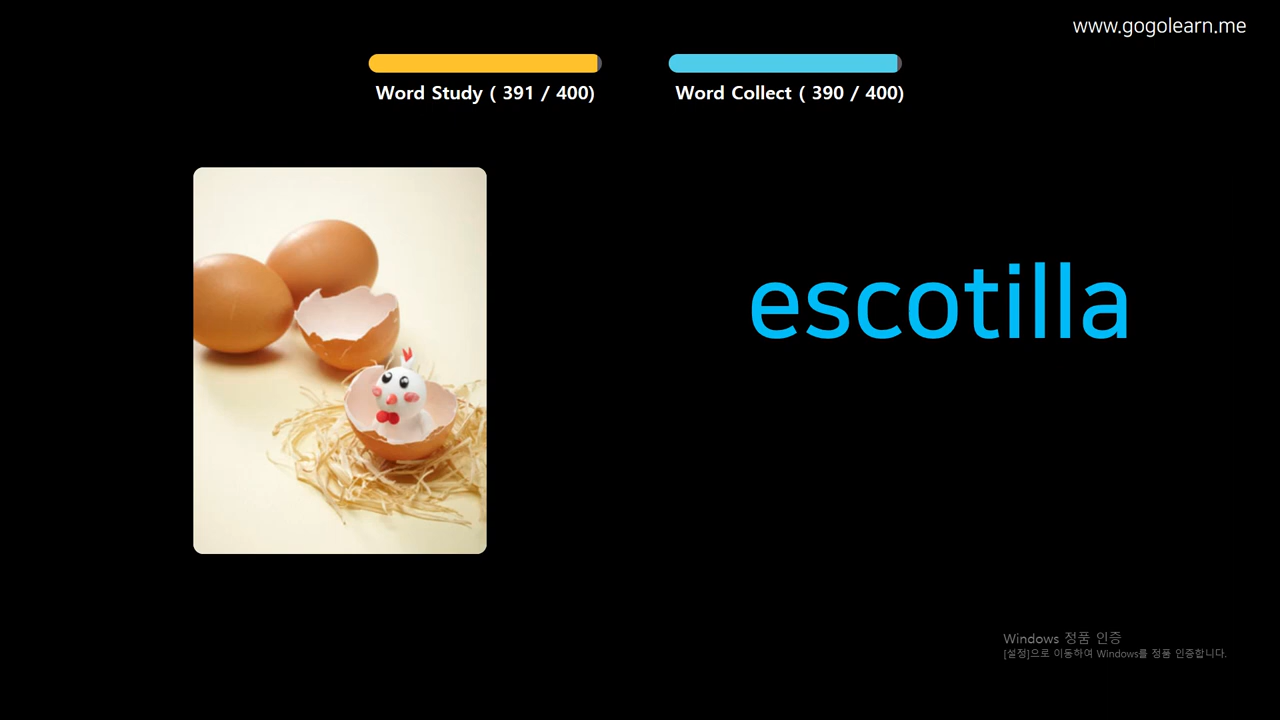 www.gogolearn.me
Word Study ( 391 / 400)
Word Collect ( 390 / 400)
escotilla
Windows 정품 인증
[설정]으로 이동하여 Windows를 정품 인증합니다.